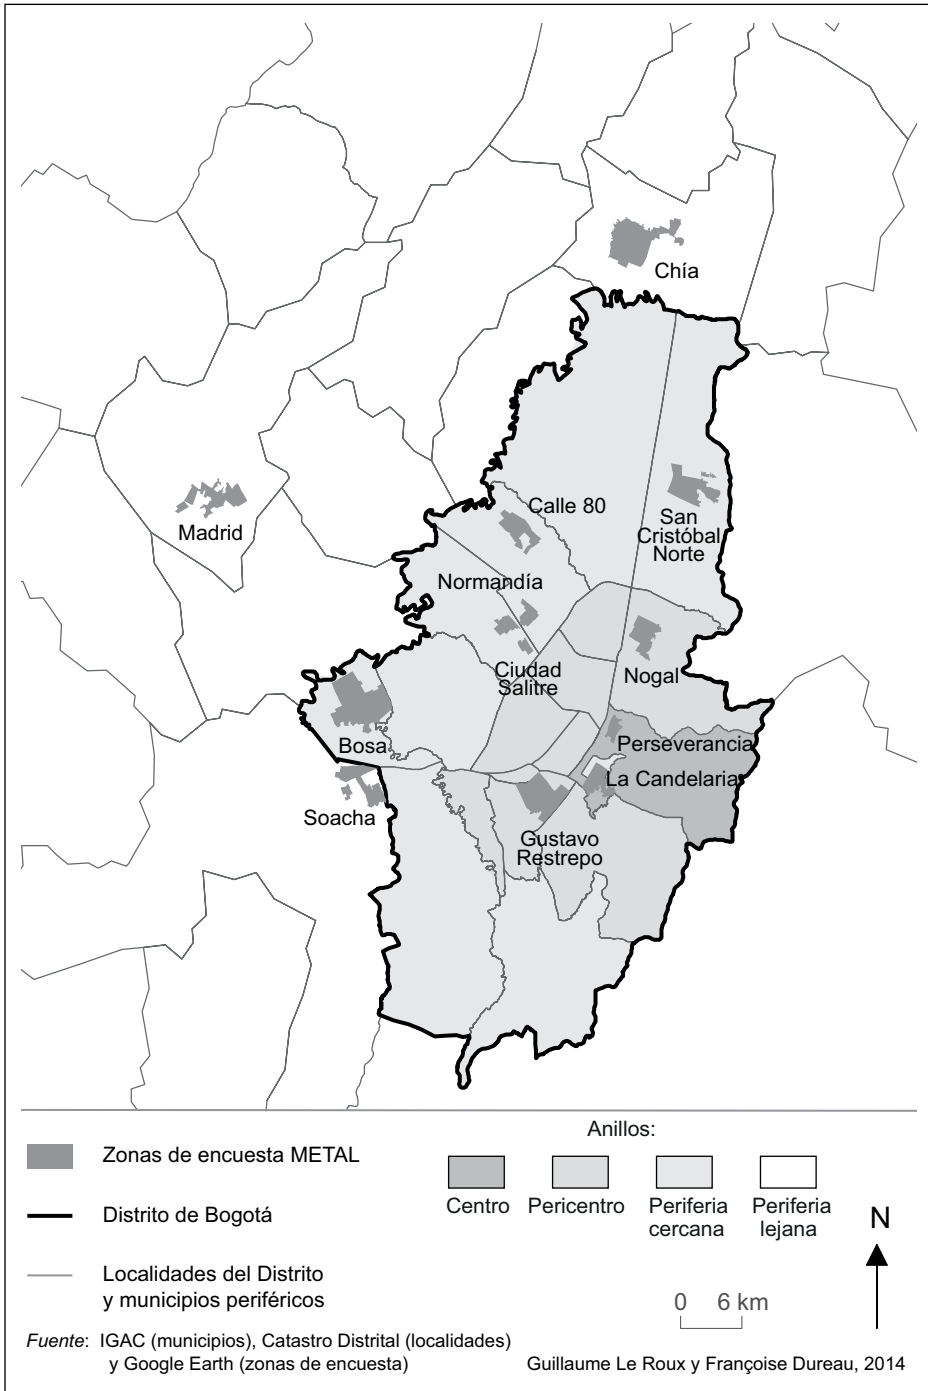 Chía
Calle 80
San
Cristóbal
Norte
Madrid
Normandía
Ciudad
Salitre
Nogal
Bosa
Perseverancia
La Candelaria
Soacha
Gustavo
Restrepo
Anillos:
Zonas de encuesta METAL
Distrito de Bogotá
Localidades del Distrito
y municipios periféricos
Centro
Pericentro
Periferia
cercana
Periferia
lejana
N
0 6 km
Fuente: IGAC (municipios), Catastro Distrital (localidades)
y Google Earth (zonas de encuesta)
Guillaume Le Roux y Françoise Dureau, 2014